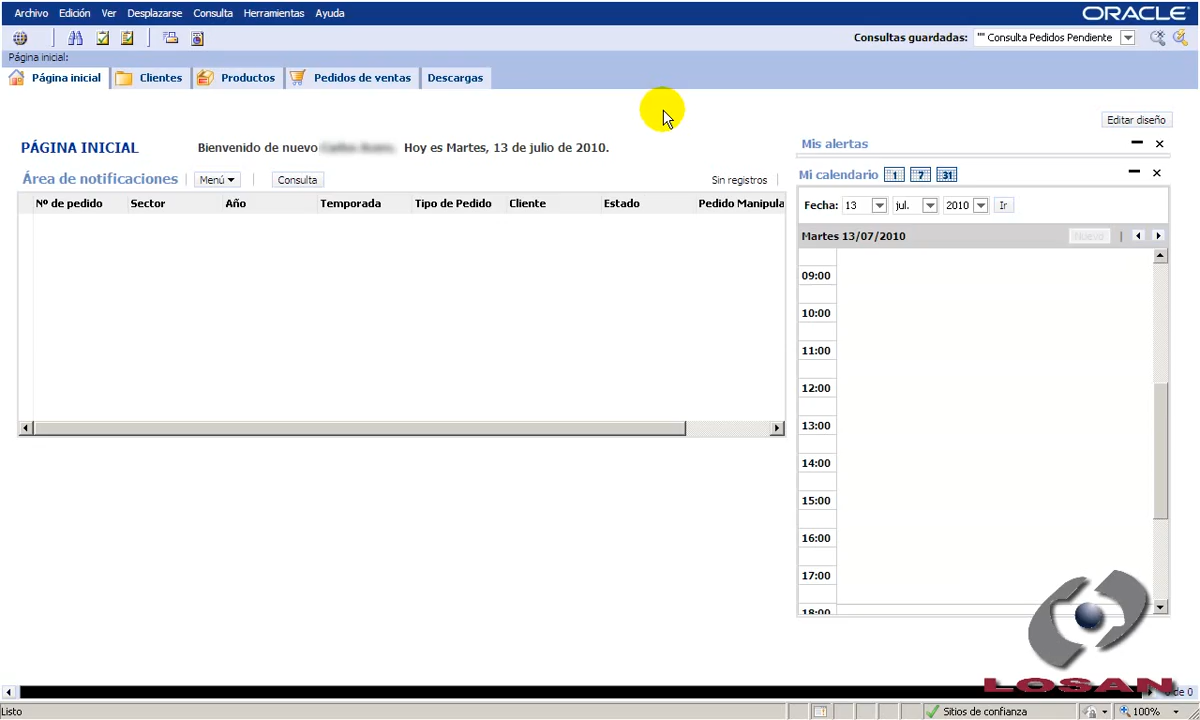 Archivo Edición Ver Desplazarse Consulta Herramientas Ayuda
ORACLE
Consultas guardadas: "" Consulta Pedidos Pendiente
Página inicial:
Página inicial Clientes Productos Pedidos de ventas Descargas
Editar diseño
PÁGINA INICIAL Bienvenido de nuevo Hoy es Martes, 13 de julio de 2010.
Área de notificaciones Menú Consulta Sin registros
Nº de pedido Sector Año Temporada Tipo de Pedido Cliente Estado Pedido Manipula
Mis alertas
Mi calendario 1 7 31
Fecha: 13 jul. 2010 Ir
Martes 13/07/2010 Nuevo
09:00
10:00
11:00
12:00
13:00
14:00
15:00
16:00
17:00
18:00
LOSAN
de 0
Listo Sitios de confianza 100%